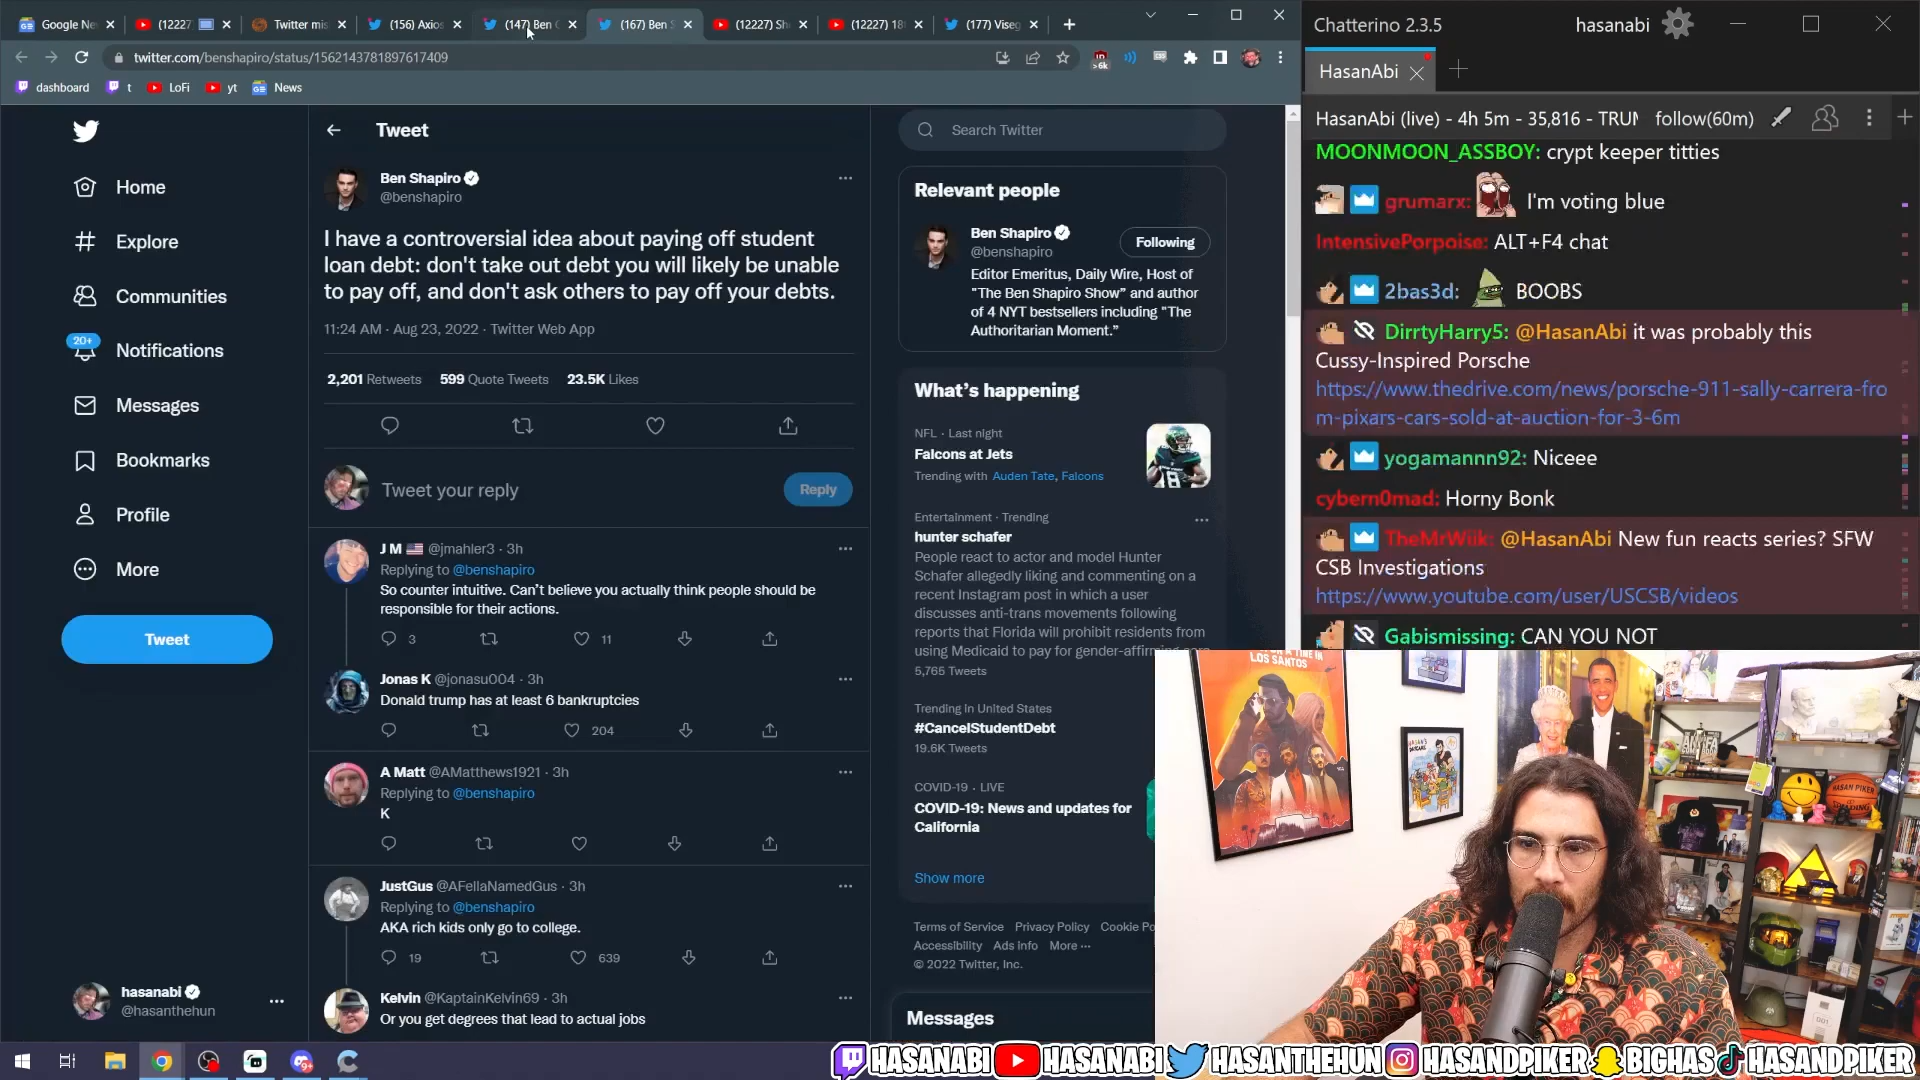 Google Ne
(12227)
Twitter mis
(156) Axios
(147) Ben
(167) Ben S
(12227) Sh
(12227) 18
(177) Viseg
twitter.com/benshapiro/status/1562143781897617409
>6k
dashboard
t
LoFi
yt
News
Home
Explore
Communities
20+
Notifications
Messages
Bookmarks
Profile
More
Tweet
hasanabi
@hasanthehun
Tweet
Ben Shapiro
@benshapiro
I have a controversial idea about paying off student
loan debt: don't take out debt you will likely be unable
to pay off, and don't ask others to pay off your debts.
11:24 AM · Aug 23, 2022 · Twitter Web App
2,201 Retweets 599 Quote Tweets 23.5K Likes
Tweet your reply
Reply
J M @jmahler3 · 3h
Replying to @benshapiro
So counter intuitive. Can't believe you actually think people should be
responsible for their actions.
3
11
Jonas K @jonasu004 · 3h
Donald trump has at least 6 bankruptcies
204
A Matt @AMatthews1921 · 3h
Replying to @benshapiro
K
JustGus @AFellaNamedGus · 3h
Replying to @benshapiro
AKA rich kids only go to college.
19
639
Kelvin @KaptainKelvin69 · 3h
Or you get degrees that lead to actual jobs
Search Twitter
Relevant people
Ben Shapiro
@benshapiro
Following
Editor Emeritus, Daily Wire, Host of
"The Ben Shapiro Show" and author
of 4 NYT bestsellers including "The
Authoritarian Moment."
What's happening
NFL · Last night
Falcons at Jets
Trending with Auden Tate, Falcons
Entertainment · Trending
hunter schafer
People react to actor and model Hunter
Schafer allegedly liking and commenting on a
recent Instagram post in which a user
discusses anti-trans movements following
reports that Florida will prohibit residents from
using Medicaid to pay for gender-affirming care
5,765 Tweets
Trending in United States
#CancelStudentDebt
19.6K Tweets
COVID-19 · LIVE
COVID-19: News and updates for
California
Show more
Terms of Service Privacy Policy Cookie Po
Accessibility Ads info More
© 2022 Twitter, Inc.
Messages
Chatterino 2.3.5
hasanabi
HasanAbi
HasanAbi (live) - 4h 5m - 35,816 - TRUM
follow(60m)
MOONMOON_ASSBOY: crypt keeper titties
grumarx: I'm voting blue
IntensivePorpoise: ALT+F4 chat
2bas3d: BOOBS
DirrtyHarry5: @HasanAbi it was probably this
Cussy-Inspired Porsche
https://www.thedrive.com/news/porsche-911-sally-carrera-fro
m-pixars-cars-sold-at-auction-for-3-6m
yogamannn92: Niceee
cybern0mad: Horny Bonk
TheMrWiik: @HasanAbi New fun reacts series? SFW
CSB Investigations
https://www.youtube.com/user/USCSB/videos
Gabismissing: CAN YOU NOT
LOS SANTOS
HASAN PIKER
HASANABI HASANABI HASANTHEHUN HASANDPIKER BIGHAS HASANDPIKER